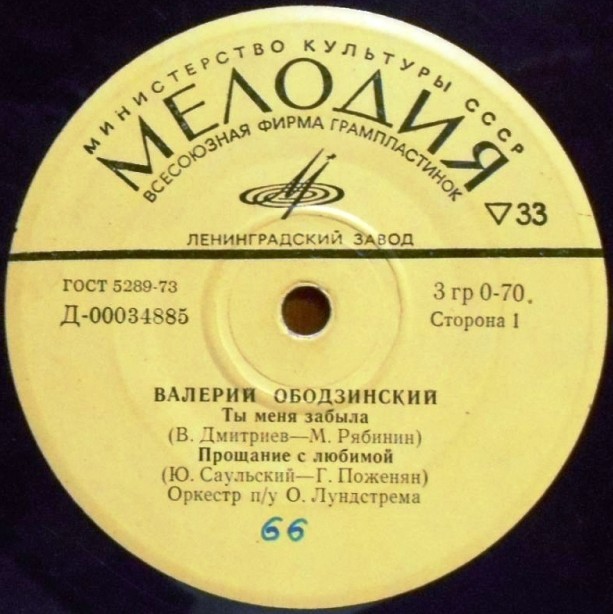 МИНИСТЕРСТВО КУЛЬТУРЫ СССР
МЕЛОДИЯ
ВСЕСОЮЗНАЯ ФИРМА ГРАМПЛАСТИНОК
▽33
ЛЕНИНГРАДСКИЙ ЗАВОД
ГОСТ 5289-73
3 гр 0-70.
Д-00034885
Сторона 1
ВАЛЕРИЙ ОБОДЗИНСКИЙ
Ты меня забыла
(В. Дмитриев—М. Рябинин)
Прощание с любимой
(Ю. Саульский—Г. Поженян)
Оркестр п/у О. Лундстрема
66